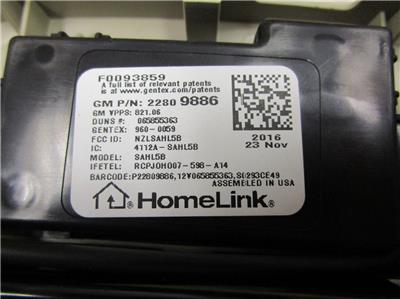 F0093859
A full list of relevant patents
is at www.gentex.com/patents
GM P/N: 2280 9886
GM VPPS: 821.06
DUNS #: 065855363
GENTEX: 960-0059
FCC ID: NZLSAHL5B
IC: 4112A-SAHL5B
MODEL: SAHL5B
IFETEL: RCPJOHO07-598-A14
BARCODE:P22809886,12V065855363,S0293CE49
ASSEMBLED IN USA
2016
23 Nov
HomeLink®